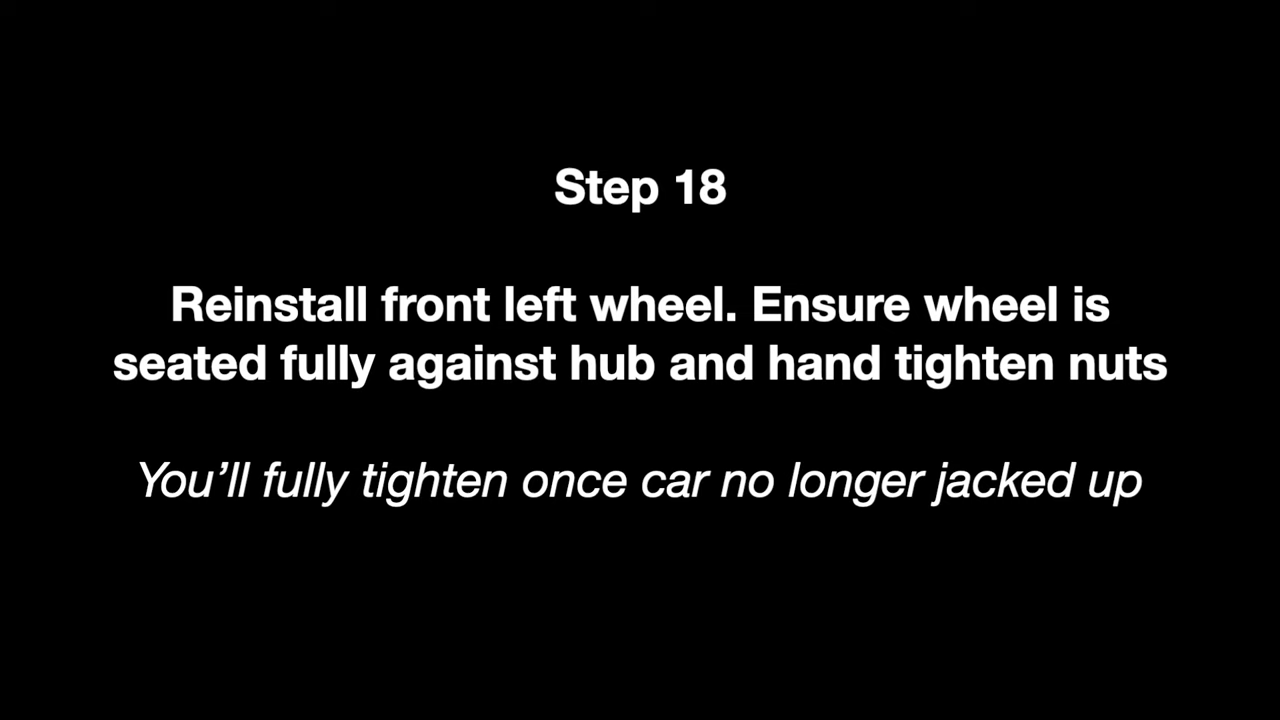 Step 18
Reinstall front left wheel. Ensure wheel is
seated fully against hub and hand tighten nuts
You’ll fully tighten once car no longer jacked up